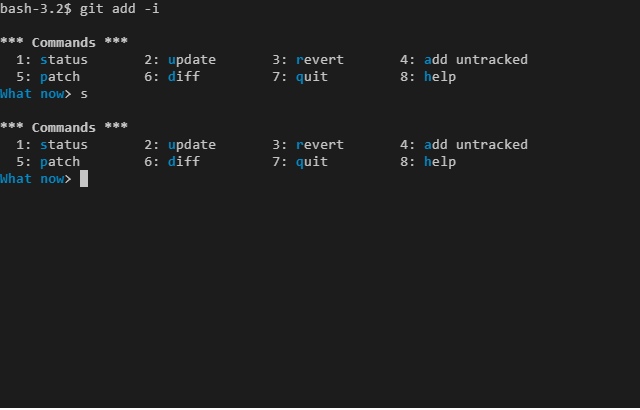 bash-3.2$ git add -i
*** Commands ***
1: status 2: update 3: revert 4: add untracked
5: patch 6: diff 7: quit 8: help
What now> s
*** Commands ***
1: status 2: update 3: revert 4: add untracked
5: patch 6: diff 7: quit 8: help
What now>